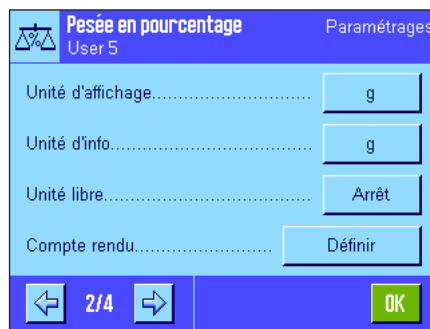 Pesée en pourcentage Paramétrages
User 5
Unité d'affichage................................ g
Unité d'info......................................... g
Unité libre.......................................... Arrêt
Compte rendu........................... Définir
2/4 OK